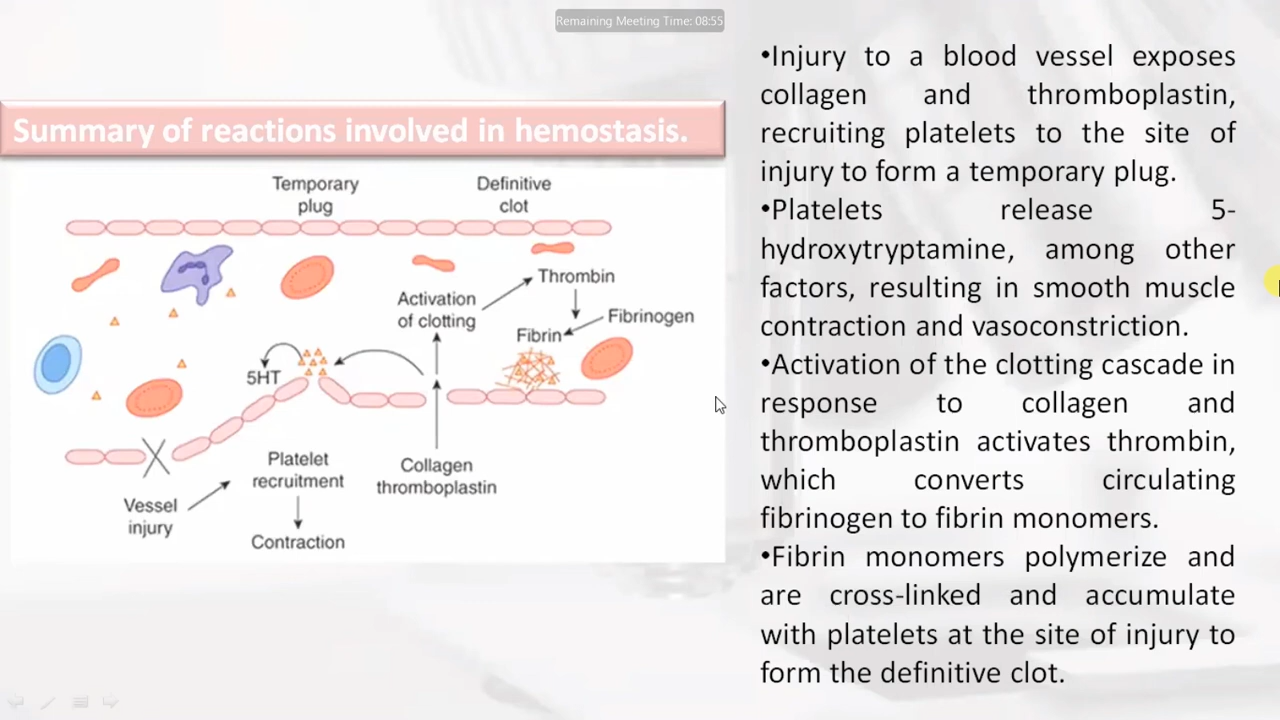 Remaining Meeting Time: 08:55
Summary of reactions involved in hemostasis.
Temporary
plug
Definitive
clot
Thrombin
Activation
of clotting
Fibrinogen
Fibrin
5HT
Platelet
recruitment
Collagen
thromboplastin
Vessel
injury
Contraction
•Injury to a blood vessel exposes
collagen and thromboplastin,
recruiting platelets to the site of
injury to form a temporary plug.
•Platelets release 5-
hydroxytryptamine, among other
factors, resulting in smooth muscle
contraction and vasoconstriction.
•Activation of the clotting cascade in
response to collagen and
thromboplastin activates thrombin,
which converts circulating
fibrinogen to fibrin monomers.
•Fibrin monomers polymerize and
are cross-linked and accumulate
with platelets at the site of injury to
form the definitive clot.